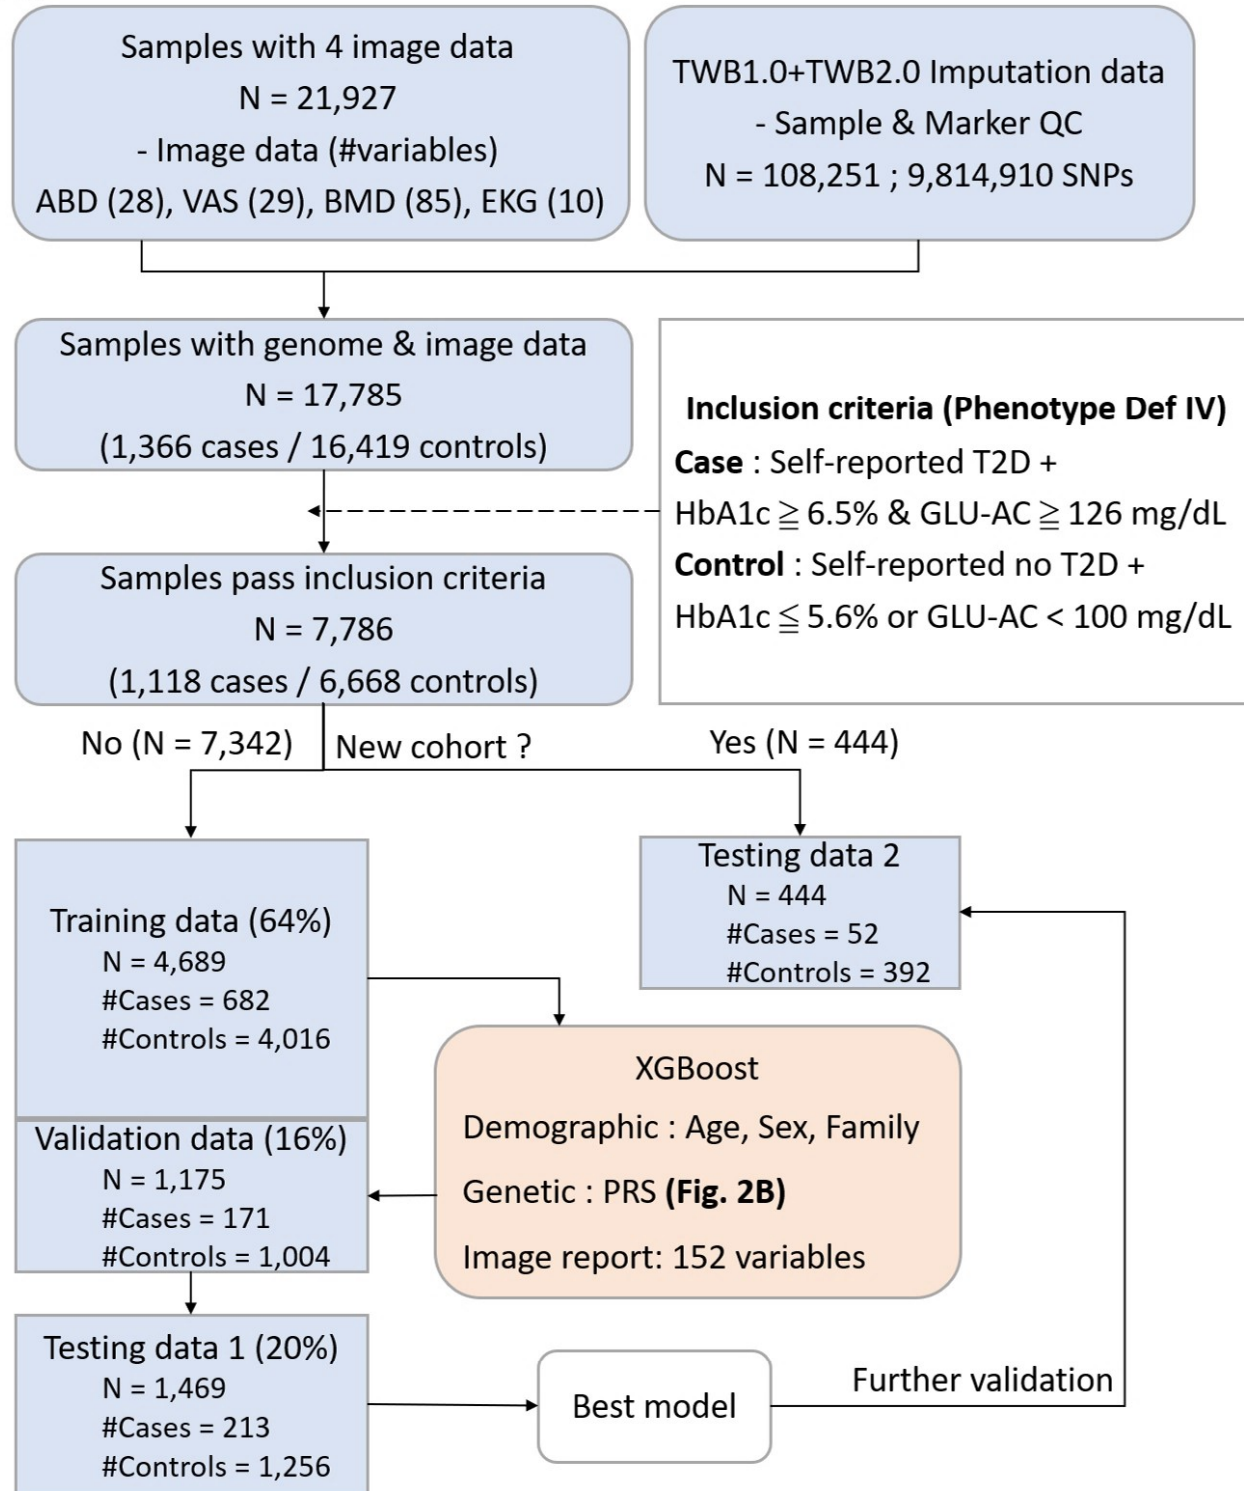 Samples with 4 image data
N = 21,927
- Image data (#variables)
ABD (28), VAS (29), BMD (85), EKG (10)
TWB1.0+TWB2.0 Imputation data
- Sample & Marker QC
N = 108,251 ; 9,814,910 SNPs
Samples with genome & image data
N = 17,785
(1,366 cases / 16,419 controls)
Inclusion criteria (Phenotype Def IV)
Case : Self-reported T2D +
HbA1c ≧ 6.5% & GLU-AC ≧ 126 mg/dL
Control : Self-reported no T2D +
HbA1c ≦ 5.6% or GLU-AC < 100 mg/dL
Samples pass inclusion criteria
N = 7,786
(1,118 cases / 6,668 controls)
No (N = 7,342)
New cohort ?
Yes (N = 444)
Training data (64%)
N = 4,689
#Cases = 682
#Controls = 4,016
Testing data 2
N = 444
#Cases = 52
#Controls = 392
XGBoost
Demographic : Age, Sex, Family
Genetic : PRS (Fig. 2B)
Image report: 152 variables
Validation data (16%)
N = 1,175
#Cases = 171
#Controls = 1,004
Testing data 1 (20%)
N = 1,469
#Cases = 213
#Controls = 1,256
Best model
Further validation